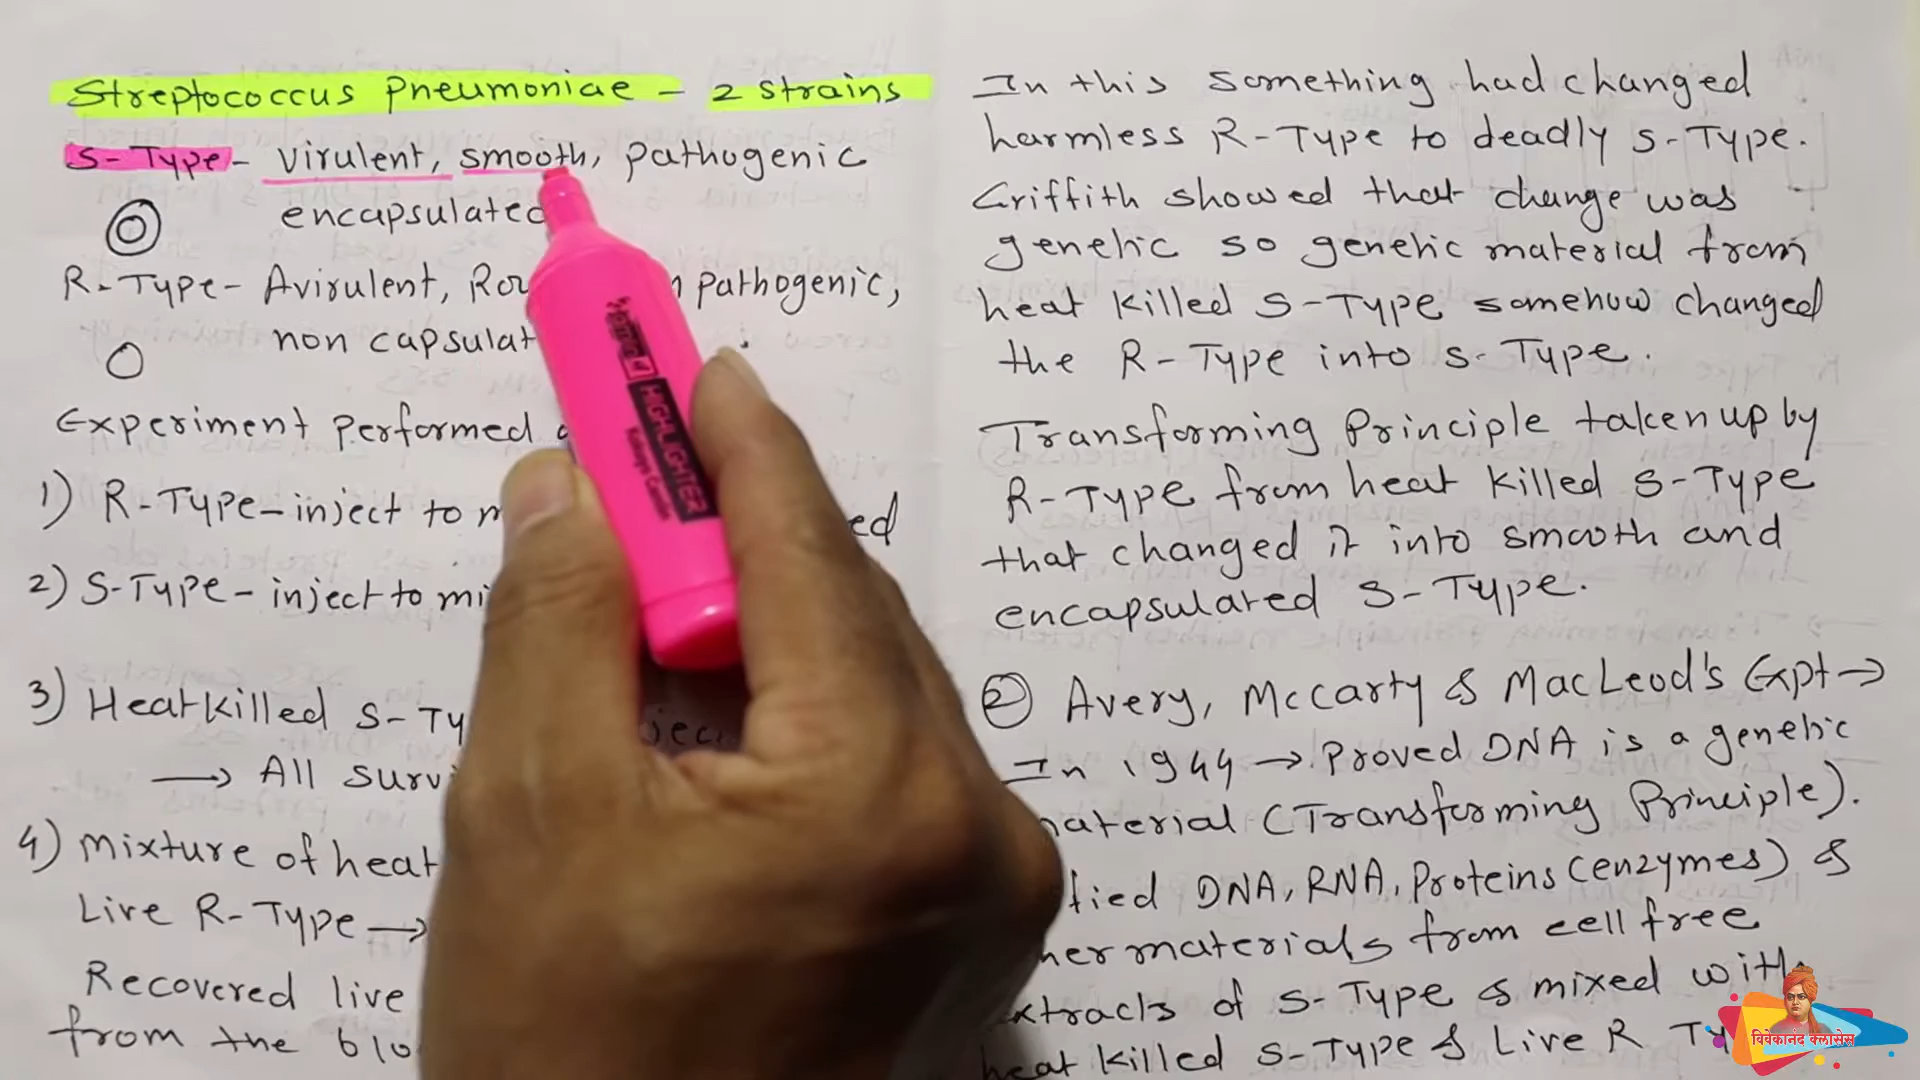 Streptococcus Pneumoniae - 2 strains
S-Type - virulent, smooth, pathogenic
encapsulated
R-Type - Avirulent, pathogenic,
non
Experiment performed
1) R-Type - inject to
2) S-Type - inject to
3) Heat killed S-
→ All
4) Mixture of heat
Live R-Type →
Recovered live
from the
In this something had changed
harmless R-Type to deadly S-Type.
Griffith showed that change was
genetic so genetic material from
heat killed S-Type somehow changed
the R-Type into S-Type.
Transforming Principle taken up by
R-Type from heat killed S-Type
that changed it into smooth and
encapsulated S-Type.
② Avery, McCarty & MacLeod's Expt →
In 1944 → Proved DNA is a genetic
material (Transforming Principle).
DNA, RNA, Proteins (enzymes) &
materials from cell free
extracts of S-Type & mixed with
heat killed S-Type & Live R
HIGHLIGHTER
विवेकानंद क्लासेस